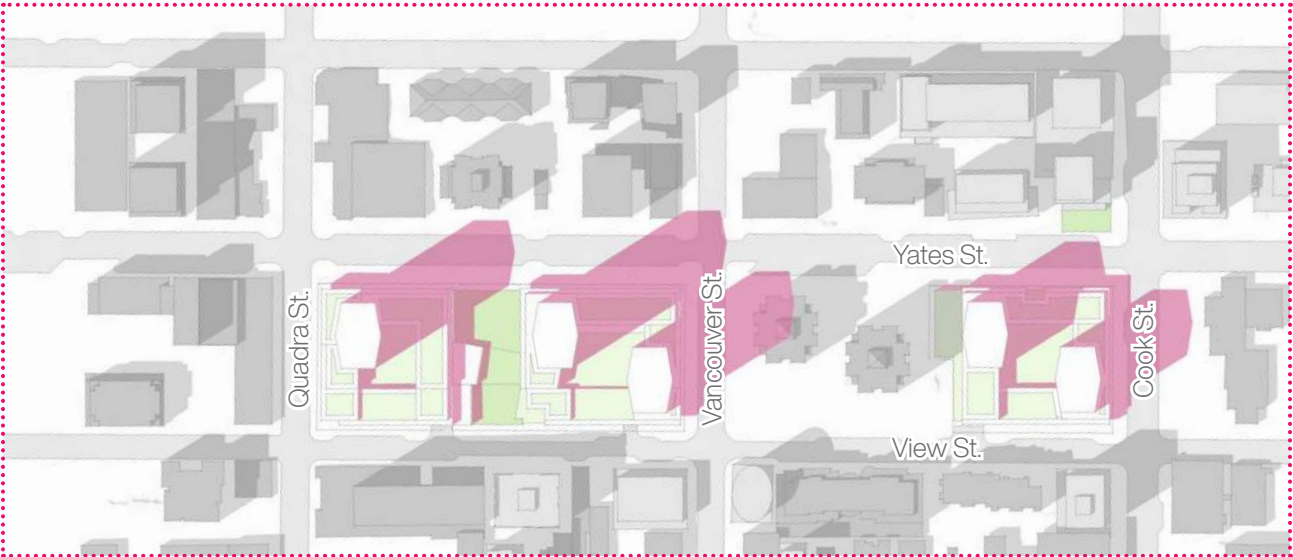 Yates St.
Quadra St.
Vancouver St.
Cook St.
View St.